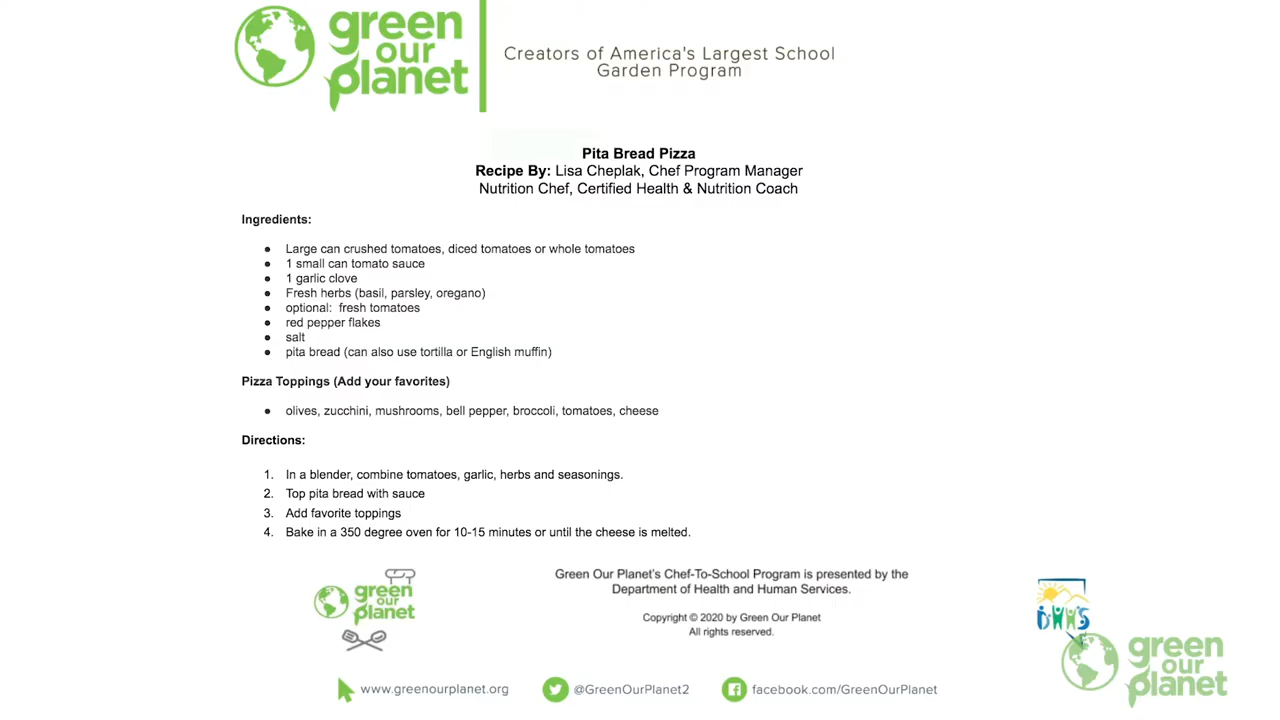 green
our
planet
Creators of America's Largest School
Garden Program
Pita Bread Pizza
Recipe By: Lisa Cheplak, Chef Program Manager
Nutrition Chef, Certified Health & Nutrition Coach
Ingredients:
● Large can crushed tomatoes, diced tomatoes or whole tomatoes
● 1 small can tomato sauce
● 1 garlic clove
● Fresh herbs (basil, parsley, oregano)
● optional: fresh tomatoes
● red pepper flakes
● salt
● pita bread (can also use tortilla or English muffin)
Pizza Toppings (Add your favorites)
● olives, zucchini, mushrooms, bell pepper, broccoli, tomatoes, cheese
Directions:
1. In a blender, combine tomatoes, garlic, herbs and seasonings.
2. Top pita bread with sauce
3. Add favorite toppings
4. Bake in a 350 degree oven for 10-15 minutes or until the cheese is melted.
green
our
planet
Green Our Planet's Chef-To-School Program is presented by the
Department of Health and Human Services.
Copyright © 2020 by Green Our Planet
All rights reserved.
DHHS
green
our
planet
www.greenourplanet.org
@GreenOurPlanet2
facebook.com/GreenOurPlanet